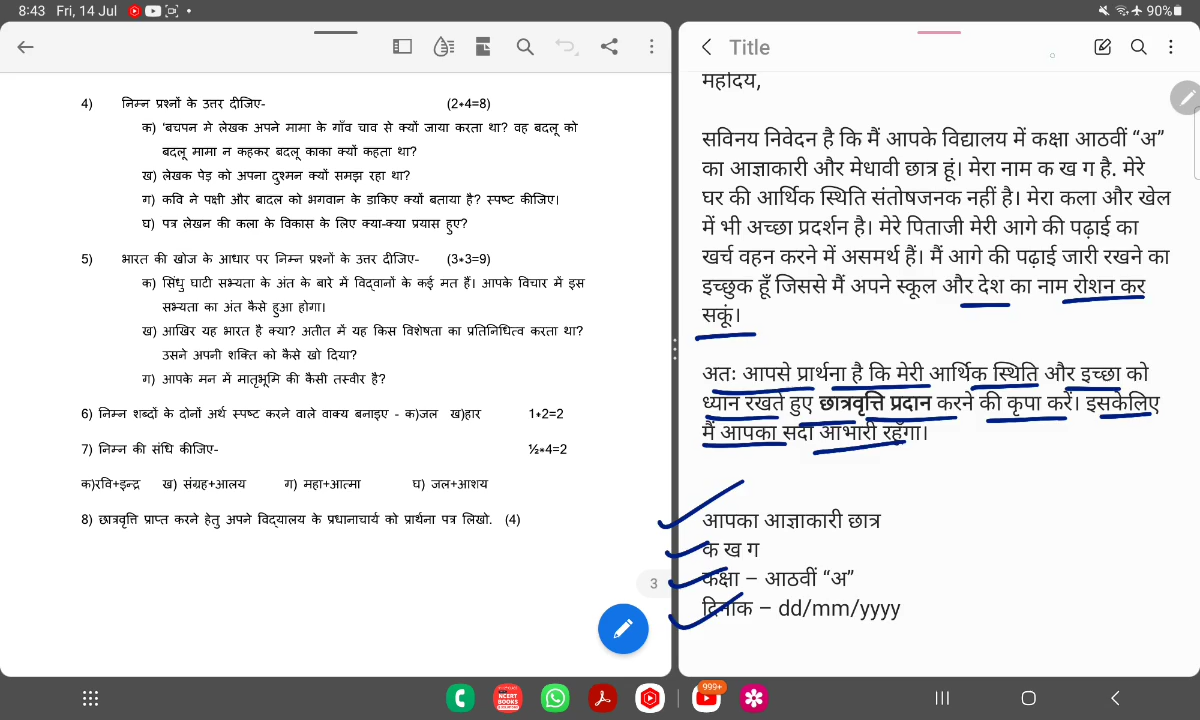 8:43 Fri, 14 Jul
90%
4) निम्न प्रश्नों के उत्तर दीजिए- (2*4=8)
क) 'बचपन मे लेखक अपने मामा के गाँव चाव से क्यों जाया करता था? वह बदलू को
बदलू मामा न कहकर बदलू काका क्यों कहता था?
ख) लेखक पेड़ को अपना दुश्मन क्यों समझ रहा था?
ग) कवि ने पक्षी और बादल को भगवान के डाकिए क्यों बताया है? स्पष्ट कीजिए।
घ) पत्र लेखन की कला के विकास के लिए क्या-क्या प्रयास हुए?
5) भारत की खोज के आधार पर निम्न प्रश्नों के उत्तर दीजिए- (3*3=9)
क) सिंधु घाटी सभ्यता के अंत के बारे में विद्वानों के कई मत हैं। आपके विचार में इस
सभ्यता का अंत कैसे हुआ होगा।
ख) आखिर यह भारत है क्या? अतीत में यह किस विशेषता का प्रतिनिधित्व करता था?
उसने अपनी शक्ति को कैसे खो दिया?
ग) आपके मन में मातृभूमि की कैसी तस्वीर है?
6) निम्न शब्दों के दोनों अर्थ स्पष्ट करने वाले वाक्य बनाइए - क)जल ख)हार 1*2=2
7) निम्न की संधि कीजिए- ½*4=2
क)रवि+इन्द्र ख) संग्रह+आलय ग) महा+आत्मा घ) जल+आशय
8) छात्रवृत्ति प्राप्त करने हेतु अपने विद्यालय के प्रधानाचार्य को प्रार्थना पत्र लिखो. (4)
3
Title
महोदय,
सविनय निवेदन है कि मैं आपके विद्यालय में कक्षा आठवीं “अ”
का आज्ञाकारी और मेधावी छात्र हूं। मेरा नाम क ख ग है. मेरे
घर की आर्थिक स्थिति संतोषजनक नहीं है। मेरा कला और खेल
में भी अच्छा प्रदर्शन है। मेरे पिताजी मेरी आगे की पढ़ाई का
खर्च वहन करने में असमर्थ हैं। मैं आगे की पढ़ाई जारी रखने का
इच्छुक हूँ जिससे मैं अपने स्कूल और देश का नाम रोशन कर
सकूं।
अतः आपसे प्रार्थना है कि मेरी आर्थिक स्थिति और इच्छा को
ध्यान रखते हुए छात्रवृत्ति प्रदान करने की कृपा करें। इसकेलिए
मैं आपका सदा आभारी रहूँगा।
आपका आज्ञाकारी छात्र
क ख ग
कक्षा – आठवीं “अ”
दिनांक – dd/mm/yyyy
NCERT
BOOKS
999+